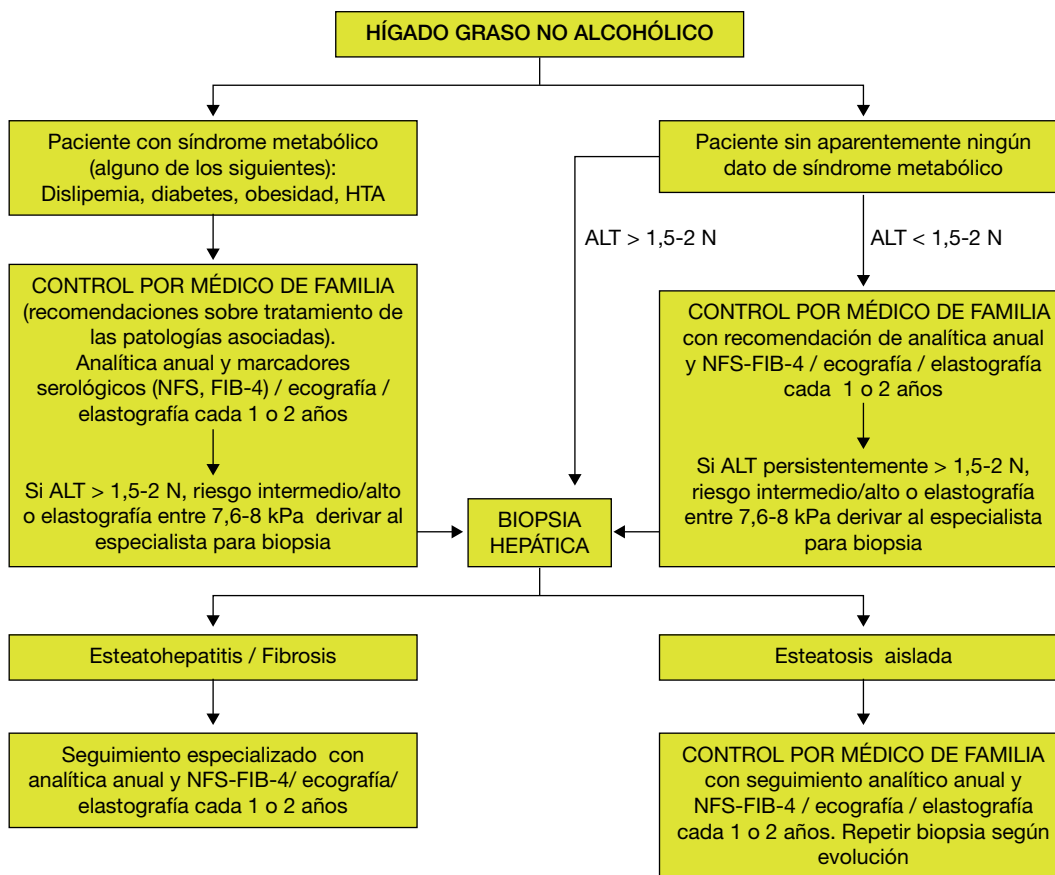 HÍGADO GRASO NO ALCOHÓLICO
Paciente con síndrome metabólico
(alguno de los siguientes):
Dislipemia, diabetes, obesidad, HTA
Paciente sin aparentemente ningún
dato de síndrome metabólico
ALT > 1,5-2 N
ALT < 1,5-2 N
CONTROL POR MÉDICO DE FAMILIA
(recomendaciones sobre tratamiento de
las patologías asociadas).
Analítica anual y marcadores
serológicos (NFS, FIB-4) / ecografía /
elastografía cada 1 o 2 años
Si ALT > 1,5-2 N, riesgo intermedio/alto
o elastografía entre 7,6-8 kPa derivar al
especialista para biopsia
CONTROL POR MÉDICO DE FAMILIA
con recomendación de analítica anual
y NFS-FIB-4 / ecografía / elastografía
cada 1 o 2 años
Si ALT persistentemente > 1,5-2 N,
riesgo intermedio/alto o elastografía
entre 7,6-8 kPa derivar al especialista
para biopsia
BIOPSIA
HEPÁTICA
Esteatohepatitis / Fibrosis
Esteatosis aislada
Seguimiento especializado con
analítica anual y NFS-FIB-4/ ecografía/
elastografía cada 1 o 2 años
CONTROL POR MÉDICO DE FAMILIA
con seguimiento analítico anual y
NFS-FIB-4 / ecografía / elastografía
cada 1 o 2 años. Repetir biopsia según
evolución